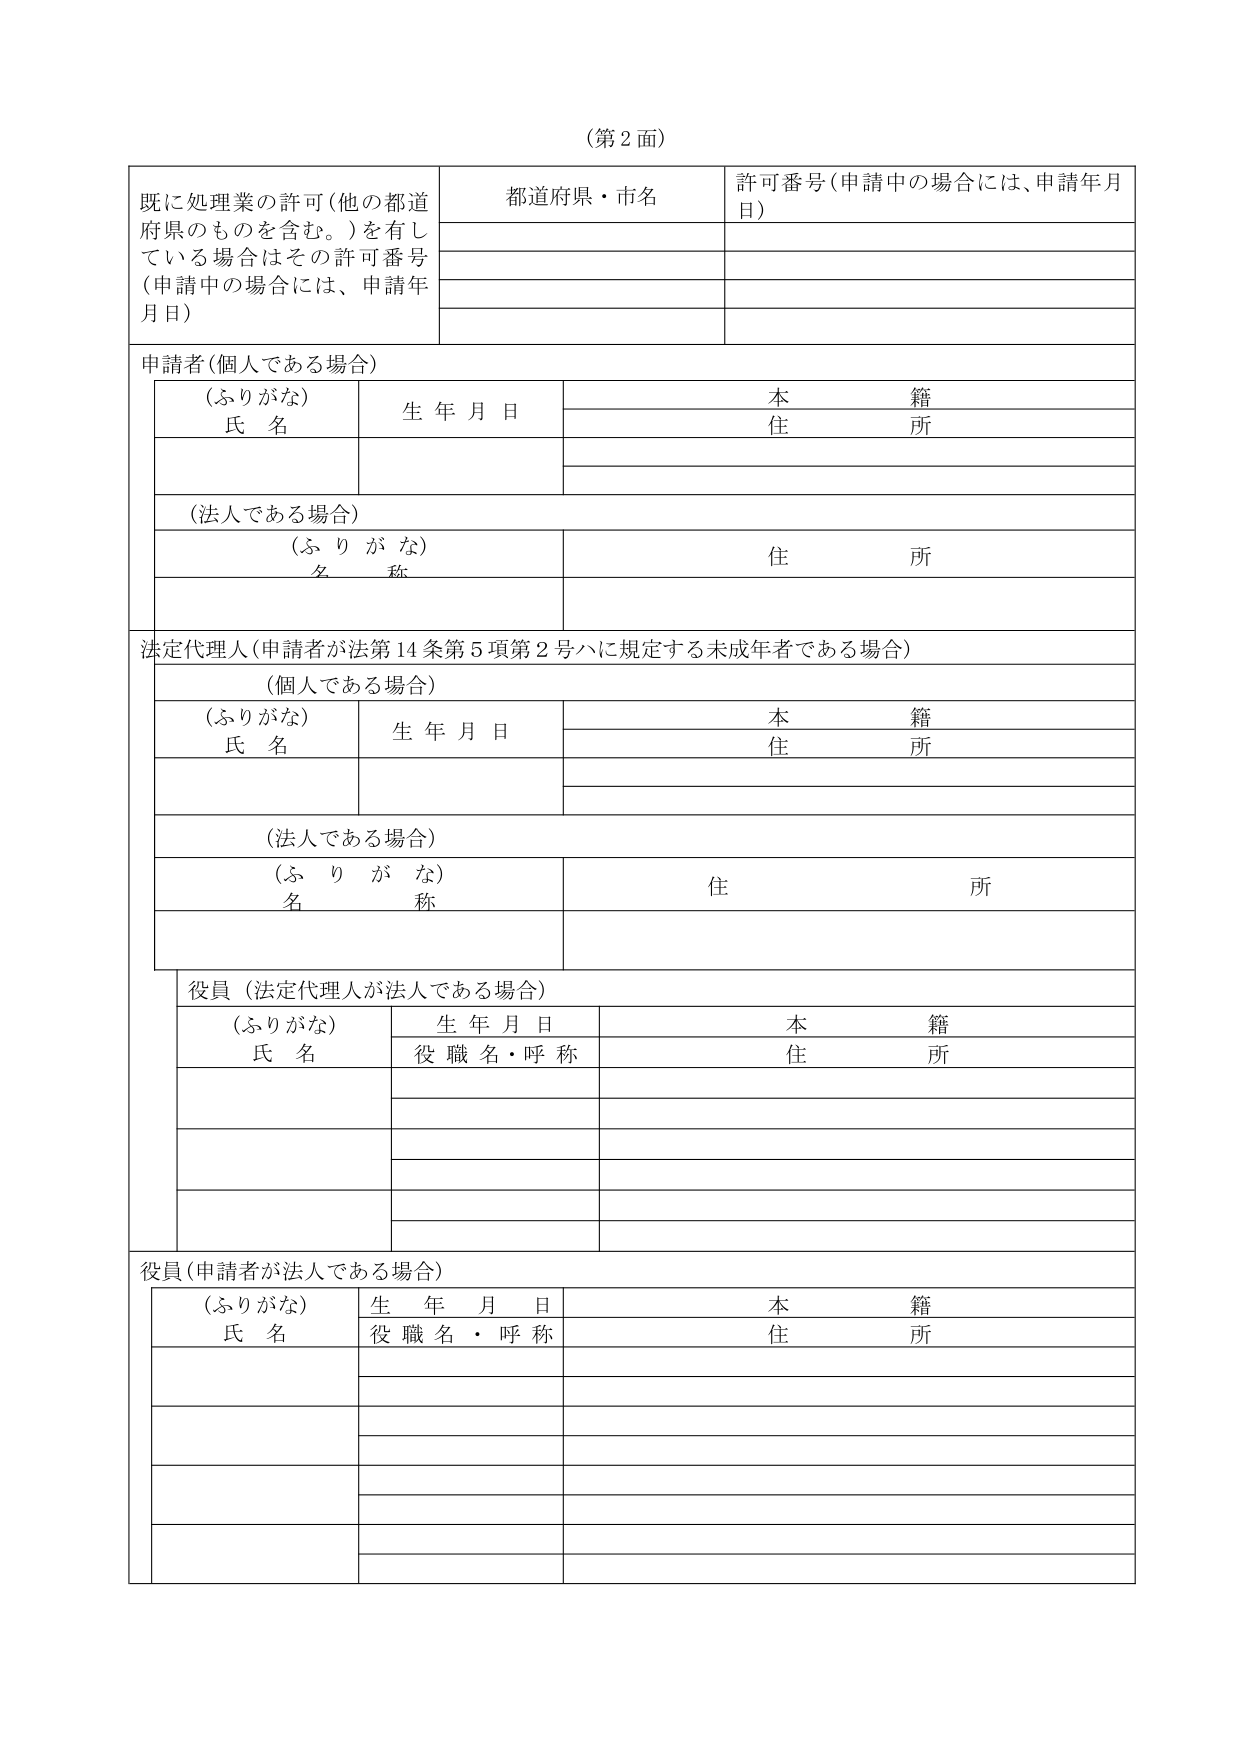 （第２面）
既に処理業の許可（他の都道
府県のものを含む。）を有し
ている場合はその許可番号
（申請中の場合には、申請年
月日）
都道府県・市名
許可番号（申請中の場合には、申請年月
日）
申請者（個人である場合）
（ふりがな）
氏 名
生 年 月 日
本 籍
住 所
（法人である場合）
（ふ り が な）
名 称
住 所
法定代理人（申請者が法第14条第５項第２号ハに規定する未成年者である場合）
（個人である場合）
（ふりがな）
氏 名
生 年 月 日
本 籍
住 所
（法人である場合）
（ふ り が な）
名 称
住 所
役員（法定代理人が法人である場合）
（ふりがな）
氏 名
生 年 月 日
役 職 名・呼 称
本 籍
住 所
役員（申請者が法人である場合）
（ふりがな）
氏 名
生 年 月 日
役 職 名 ・ 呼 称
本 籍
住 所